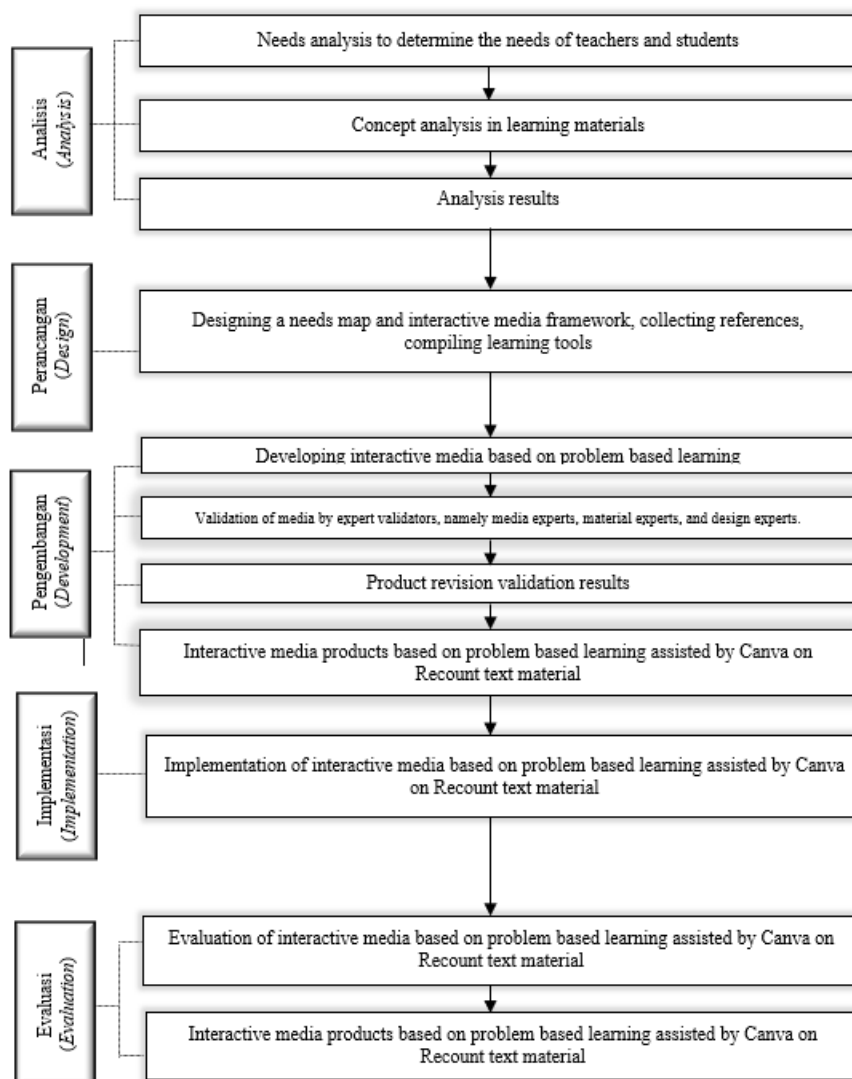 Analisis
(Analysis)
Needs analysis to determine the needs of teachers and students
Concept analysis in learning materials
Analysis results
Perancangan
(Design)
Designing a needs map and interactive media framework, collecting references,
compiling learning tools
Pengembangan
(Development)
Developing interactive media based on problem based learning
Validation of media by expert validators, namely media experts, material experts, and design experts.
Product revision validation results
Interactive media products based on problem based learning assisted by Canva on
Recount text material
Implementasi
(Implementation)
Implementation of interactive media based on problem based learning assisted by Canva
on Recount text material
Evaluasi
(Evaluation)
Evaluation of interactive media based on problem based learning assisted by Canva on
Recount text material
Interactive media products based on problem based learning assisted by Canva on
Recount text material